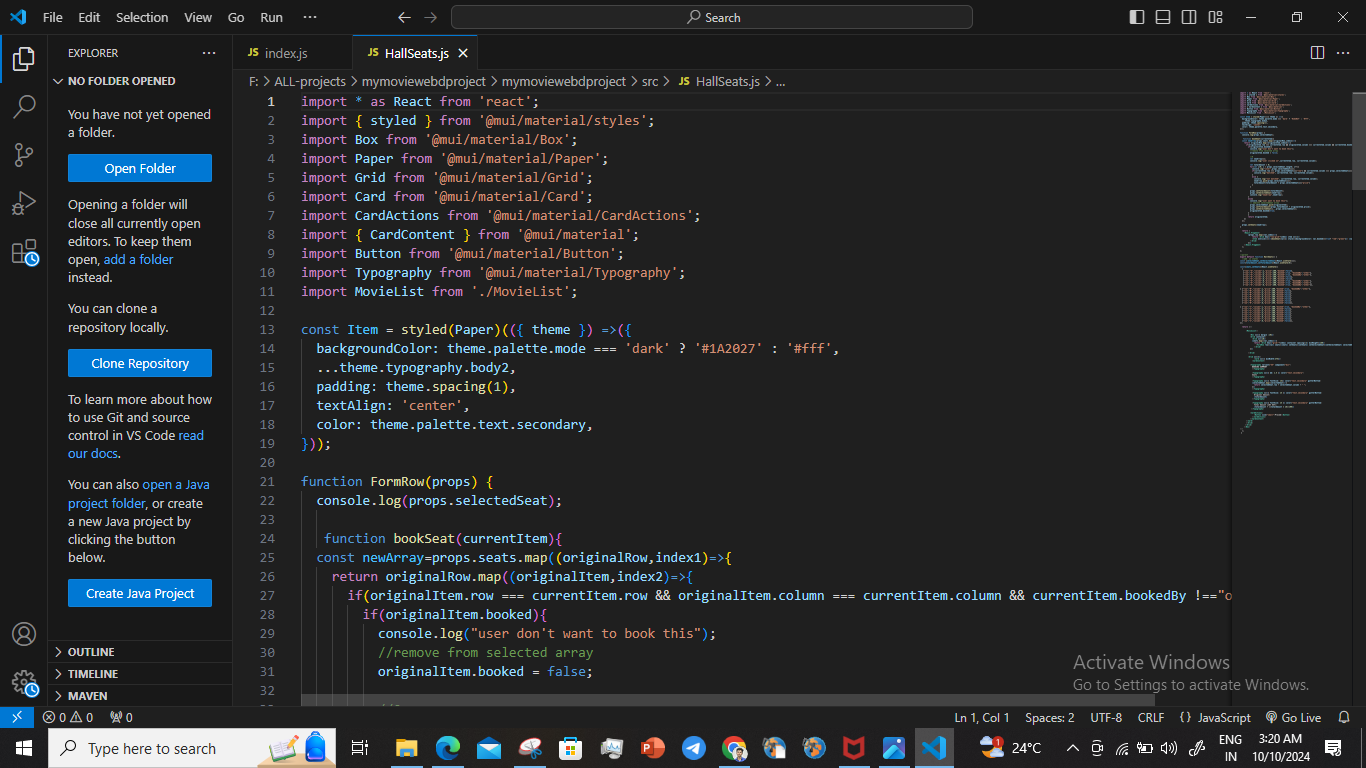 File Edit Selection View Go Run ··· Search
EXPLORER ···
JS index.js
JS HallSeats.js
NO FOLDER OPENED
You have not yet opened
a folder.
Open Folder
Opening a folder will
close all currently open
editors. To keep them
open, add a folder
instead.
You can clone a
repository locally.
Clone Repository
To learn more about how
to use Git and source
control in VS Code read
our docs.
You can also open a Java
project folder, or create
a new Java project by
clicking the button
below.
Create Java Project
OUTLINE
TIMELINE
MAVEN
F: > ALL-projects > mymoviewebdproject > mymoviewebdproject > src > JS HallSeats.js > ...
1 import * as React from 'react';
2 import { styled } from '@mui/material/styles';
3 import Box from '@mui/material/Box';
4 import Paper from '@mui/material/Paper';
5 import Grid from '@mui/material/Grid';
6 import Card from '@mui/material/Card';
7 import CardActions from '@mui/material/CardActions';
8 import { CardContent } from '@mui/material';
9 import Button from '@mui/material/Button';
10 import Typography from '@mui/material/Typography';
11 import MovieList from './MovieList';
12
13 const Item = styled(Paper)(({ theme }) =>({
14 backgroundColor: theme.palette.mode === 'dark' ? '#1A2027' : '#fff',
15 ...theme.typography.body2,
16 padding: theme.spacing(1),
17 textAlign: 'center',
18 color: theme.palette.text.secondary,
19 }));
20
21 function FormRow(props) {
22 console.log(props.selectedSeat);
23
24 function bookSeat(currentItem){
25 const newArray=props.seats.map((originalRow,index1)=>{
26 return originalRow.map((originalItem,index2)=>{
27 if(originalItem.row === currentItem.row && originalItem.column === currentItem.column && currentItem.bookedBy !=="o
28 if(originalItem.booked){
29 console.log("user don't want to book this");
30 //remove from selected array
31 originalItem.booked = false;
32
Activate Windows
Go to Settings to activate Windows.
0 0 0 Ln 1, Col 1 Spaces: 2 UTF-8 CRLF {} JavaScript Go Live
Type here to search
1 24°C
ENG
IN
3:20 AM
10/10/2024